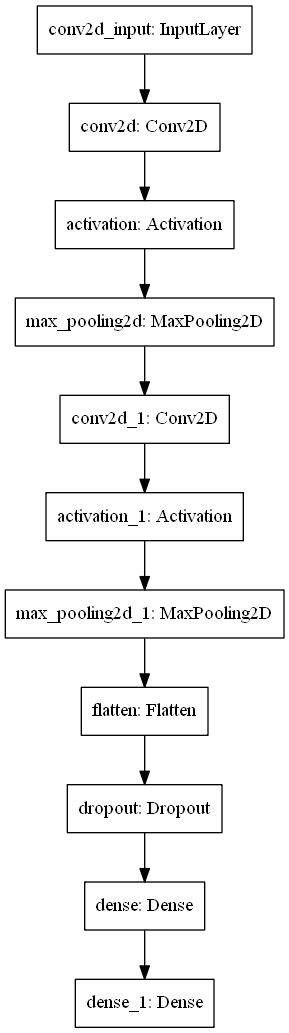 conv2d_input: InputLayer
conv2d: Conv2D
activation: Activation
max_pooling2d: MaxPooling2D
conv2d_1: Conv2D
activation_1: Activation
max_pooling2d_1: MaxPooling2D
flatten: Flatten
dropout: Dropout
dense: Dense
dense_1: Dense